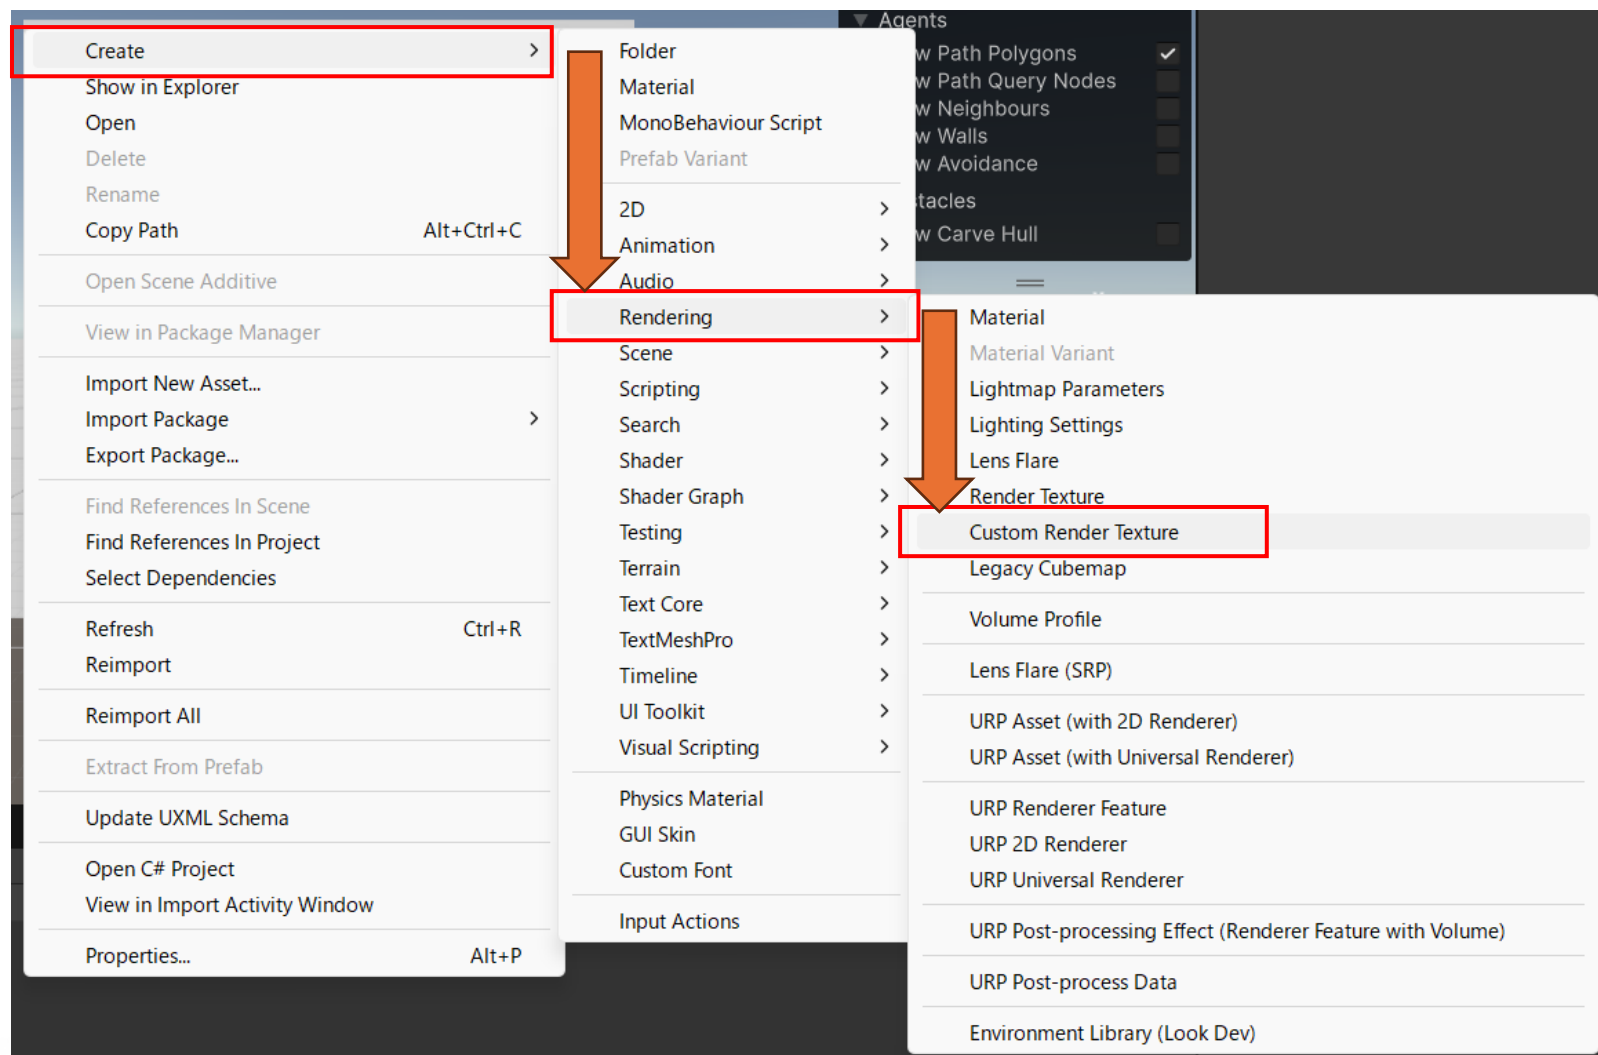 Create
Show in Explorer
Open
Delete
Rename
Copy Path Alt+Ctrl+C
Open Scene Additive
View in Package Manager
Import New Asset...
Import Package
Export Package...
Find References In Scene
Find References In Project
Select Dependencies
Refresh Ctrl+R
Reimport
Reimport All
Extract From Prefab
Update UXML Schema
Open C# Project
View in Import Activity Window
Properties... Alt+P
Folder
Material
MonoBehaviour Script
Prefab Variant
2D
Animation
Audio
Rendering
Scene
Scripting
Search
Shader
Shader Graph
Testing
Terrain
Text Core
TextMeshPro
Timeline
UI Toolkit
Visual Scripting
Physics Material
GUI Skin
Custom Font
Input Actions
Agents
w Path Polygons
w Path Query Nodes
w Neighbours
w Walls
w Avoidance
stacles
w Carve Hull
Material
Material Variant
Lightmap Parameters
Lighting Settings
Lens Flare
Render Texture
Custom Render Texture
Legacy Cubemap
Volume Profile
Lens Flare (SRP)
URP Asset (with 2D Renderer)
URP Asset (with Universal Renderer)
URP Renderer Feature
URP 2D Renderer
URP Universal Renderer
URP Post-processing Effect (Renderer Feature with Volume)
URP Post-process Data
Environment Library (Look Dev)